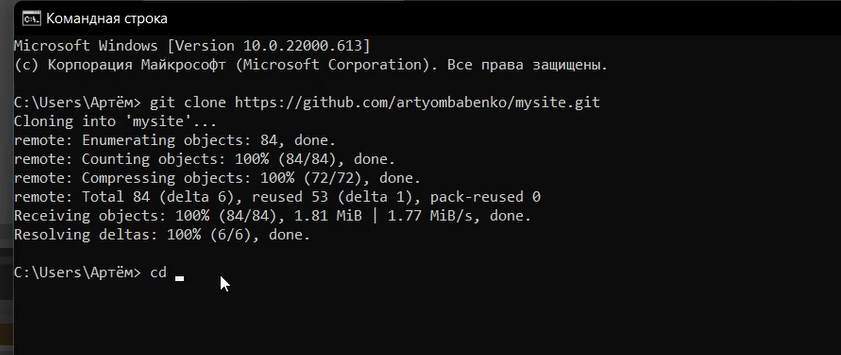 Командная строка
Microsoft Windows [Version 10.0.22000.613]
(c) Корпорация Майкрософт (Microsoft Corporation). Все права защищены.
C:\Users\Артём> git clone https://github.com/artyombabenko/mysite.git
Cloning into 'mysite'...
remote: Enumerating objects: 84, done.
remote: Counting objects: 100% (84/84), done.
remote: Compressing objects: 100% (72/72), done.
remote: Total 84 (delta 6), reused 53 (delta 1), pack-reused 0
Receiving objects: 100% (84/84), 1.81 MiB | 1.77 MiB/s, done.
Resolving deltas: 100% (6/6), done.
C:\Users\Артём> cd